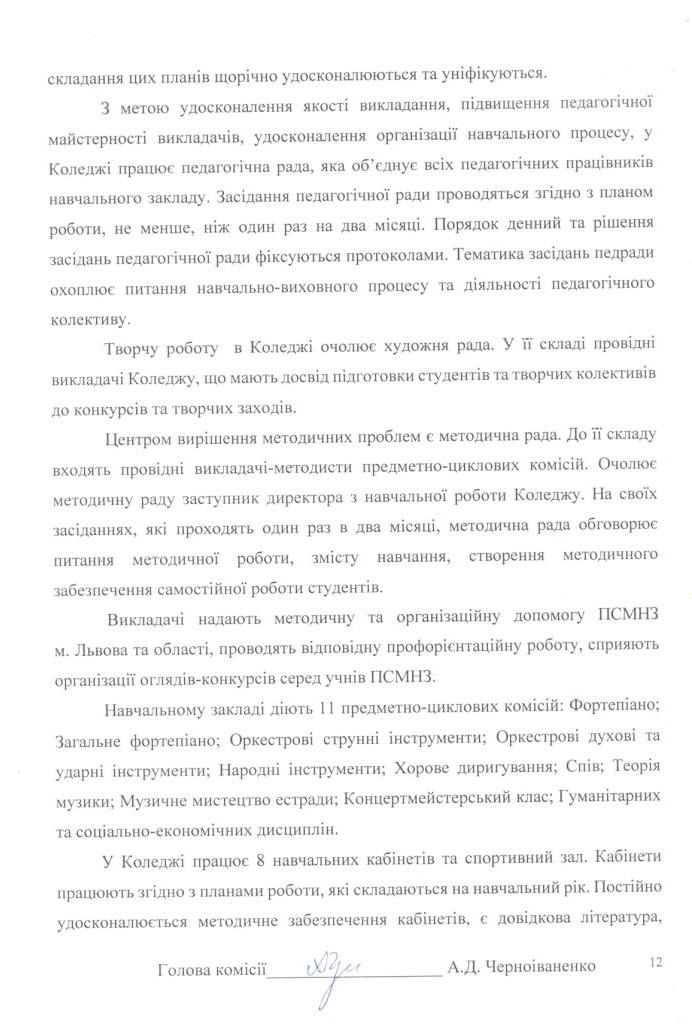 складання цих планів щорічно удосконалюються та уніфікуються.
З метою удосконалення якості викладання, підвищення педагогічної
майстерності викладачів, удосконалення організації навчального процесу, у
Коледжі працює педагогічна рада, яка об’єднує всіх педагогічних працівників
навчального закладу. Засідання педагогічної ради проводяться згідно з планом
роботи, не менше, ніж один раз на два місяці. Порядок денний та рішення
засідань педагогічної ради фіксуються протоколами. Тематика засідань педради
охоплює питання навчально-виховного процесу та діяльності педагогічного
колективу.
Творчу роботу в Коледжі очолює художня рада. У її складі провідні
викладачі Коледжу, що мають досвід підготовки студентів та творчих колективів
до конкурсів та творчих заходів.
Центром вирішення методичних проблем є методична рада. До її складу
входять провідні викладачі-методисти предметно-циклових комісій. Очолює
методичну раду заступник директора з навчальної роботи Коледжу. На своїх
засіданнях, які проходять один раз в два місяці, методична рада обговорює
питання методичної роботи, змісту навчання, створення методичного
забезпечення самостійної роботи студентів.
Викладачі надають методичну та організаційну допомогу ПСМНЗ
м. Львова та області, проводять відповідну профорієнтаційну роботу, сприяють
організації оглядів-конкурсів серед учнів ПСМНЗ.
Навчальному закладі діють 11 предметно-циклових комісій: Фортепіано;
Загальне фортепіано; Оркестрові струнні інструменти; Оркестрові духові та
ударні інструменти; Народні інструменти; Хорове диригування; Спів; Теорія
музики; Музичне мистецтво естради; Концертмейстерський клас; Гуманітарних
та соціально-економічних дисциплін.
У Коледжі працює 8 навчальних кабінетів та спортивний зал. Кабінети
працюють згідно з планами роботи, які складаються на навчальний рік. Постійно
удосконалюється методичне забезпечення кабінетів, є довідкова література,
Голова комісії____________________ А.Д. Черноіваненко 12